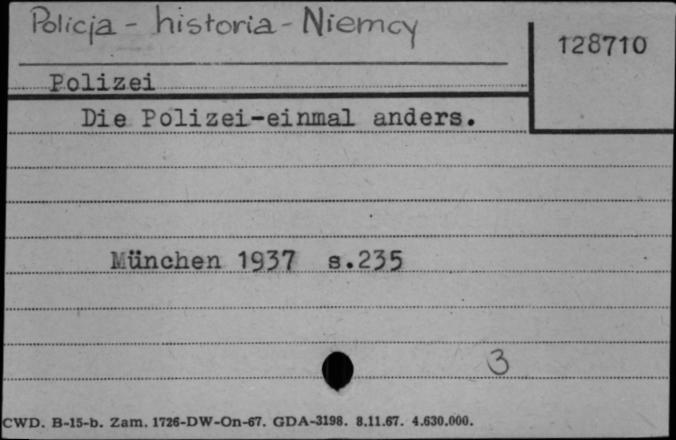 Policja - historia - Niemcy
128710
Polizei
Die Polizei-einmal anders.
München 1937 s.235
3
CWD. B-15-b. Zam. 1726-DW-On-67. GDA-3198. 8.11.67. 4.630.000.